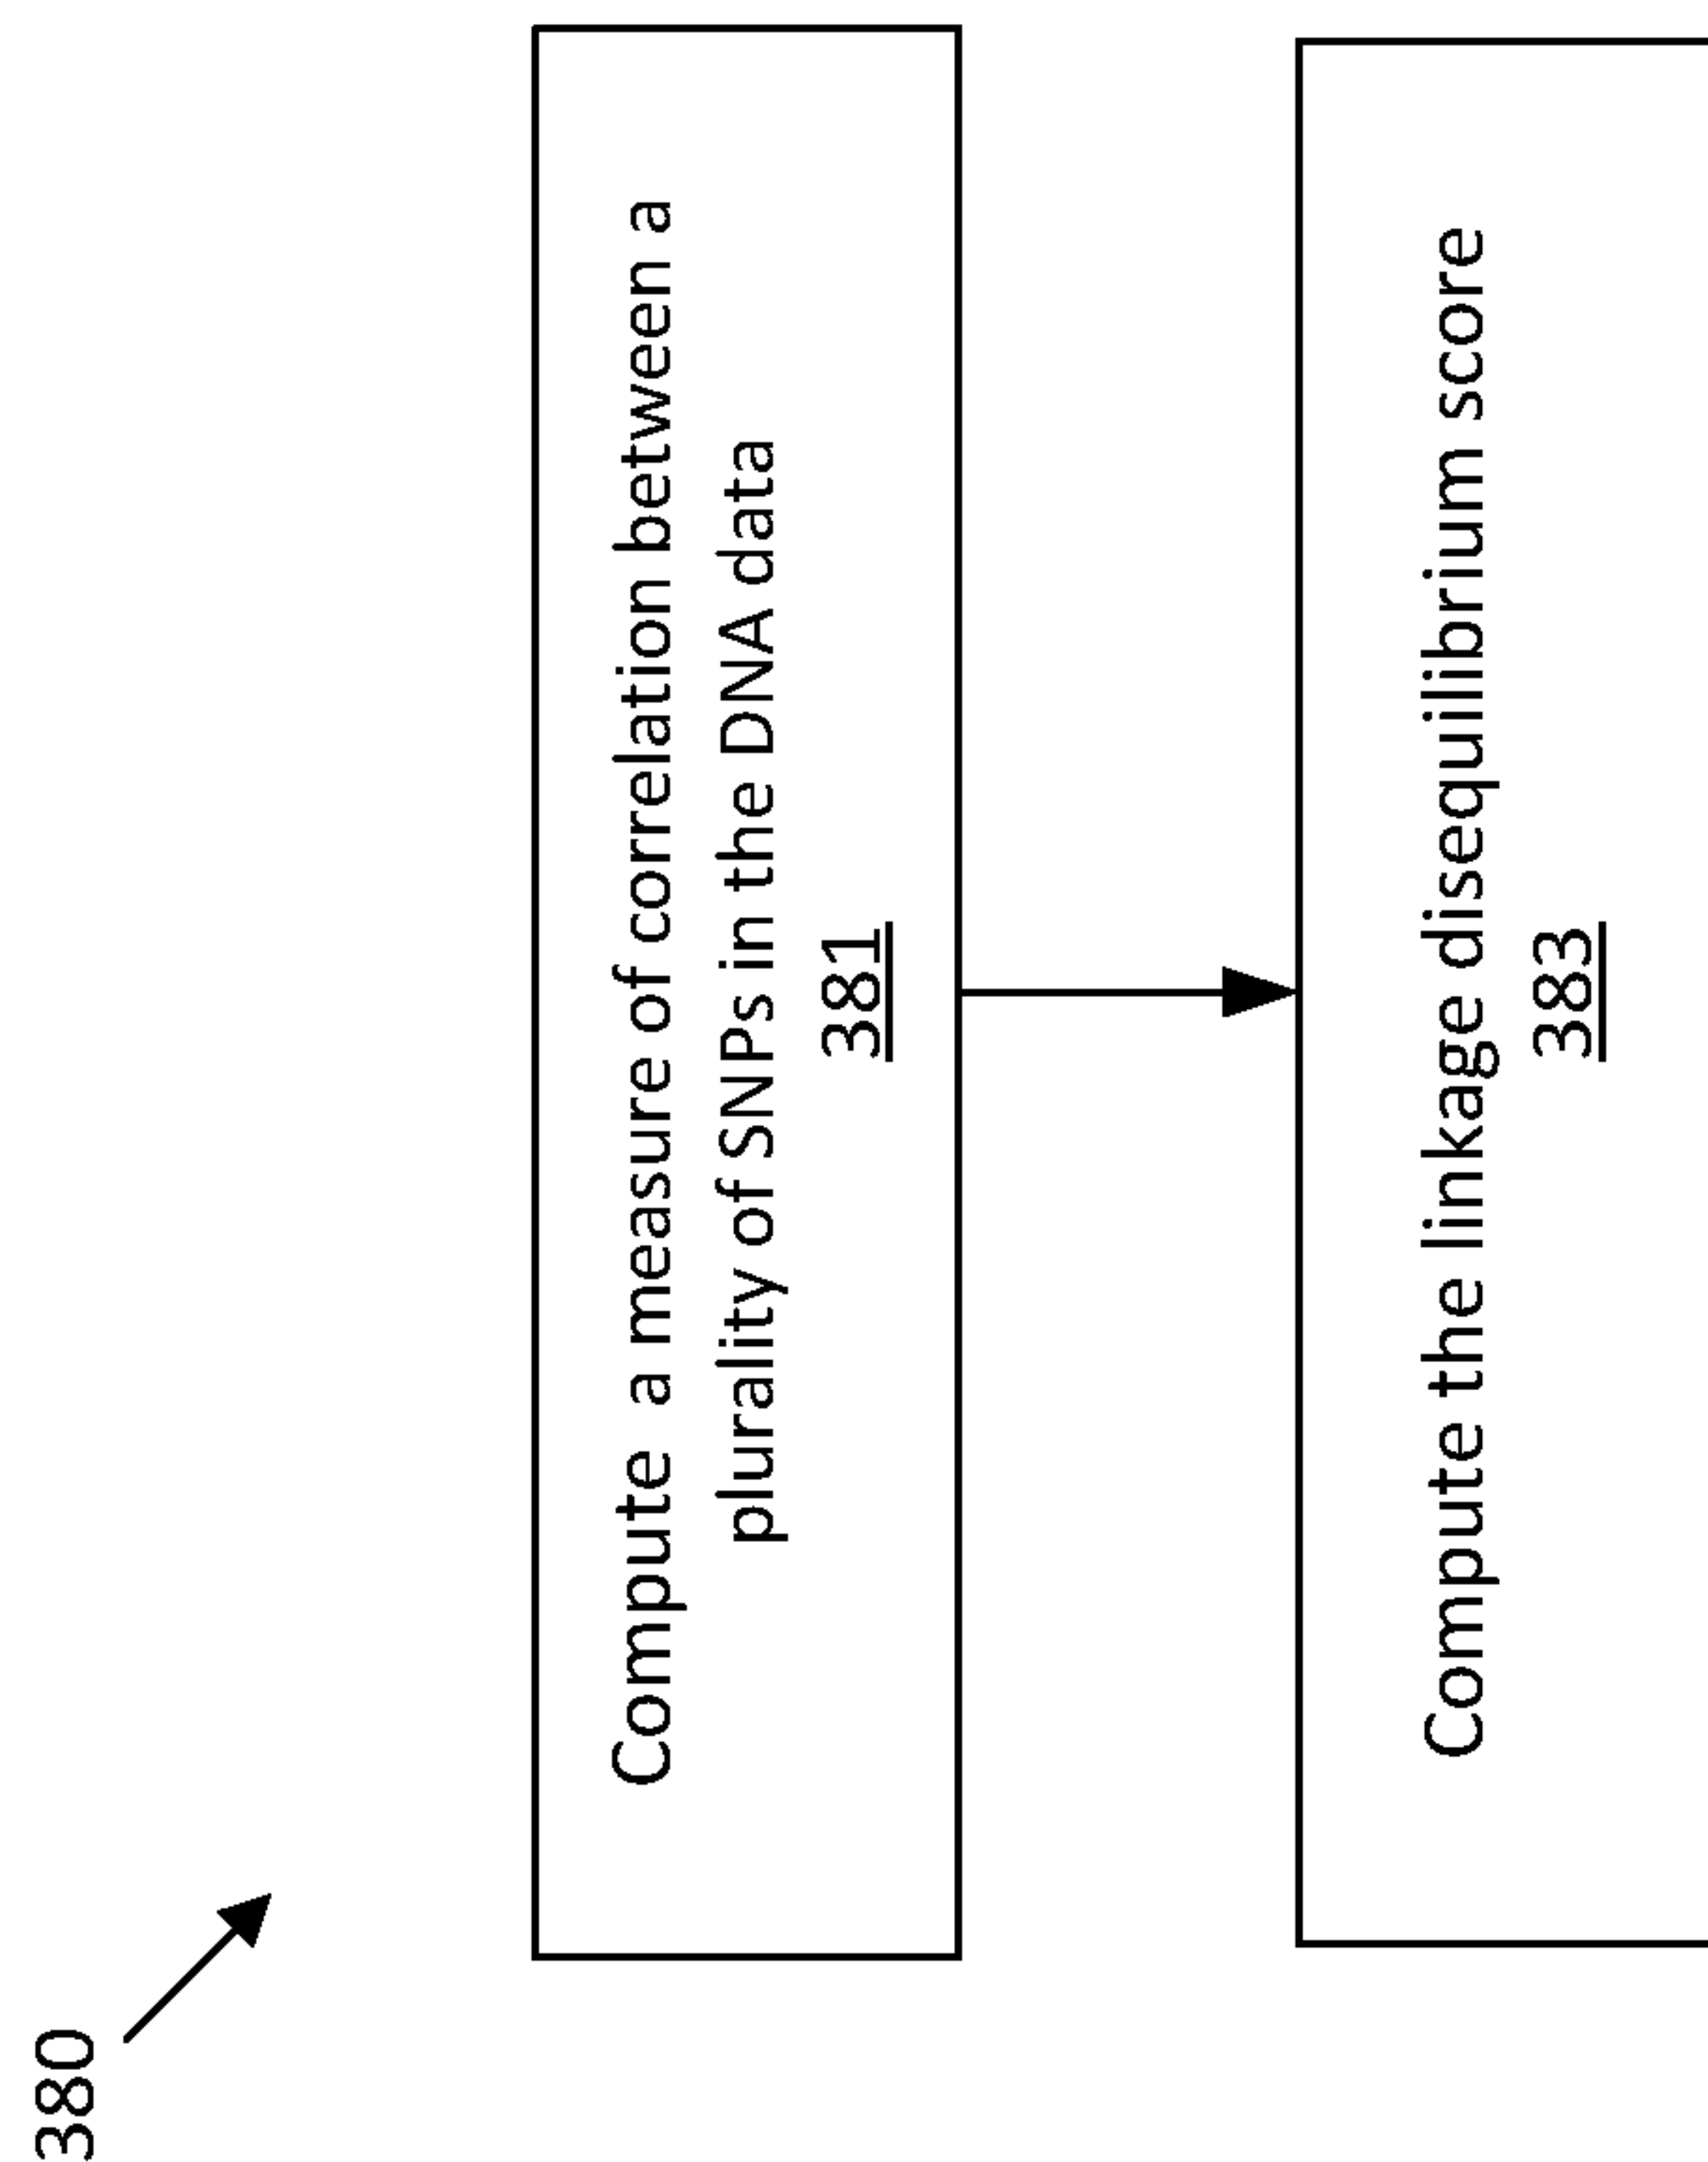 380
Compute a measure of correlation between a
plurality of SNPs in the DNA data
381
Compute the linkage disequilibrium score
383